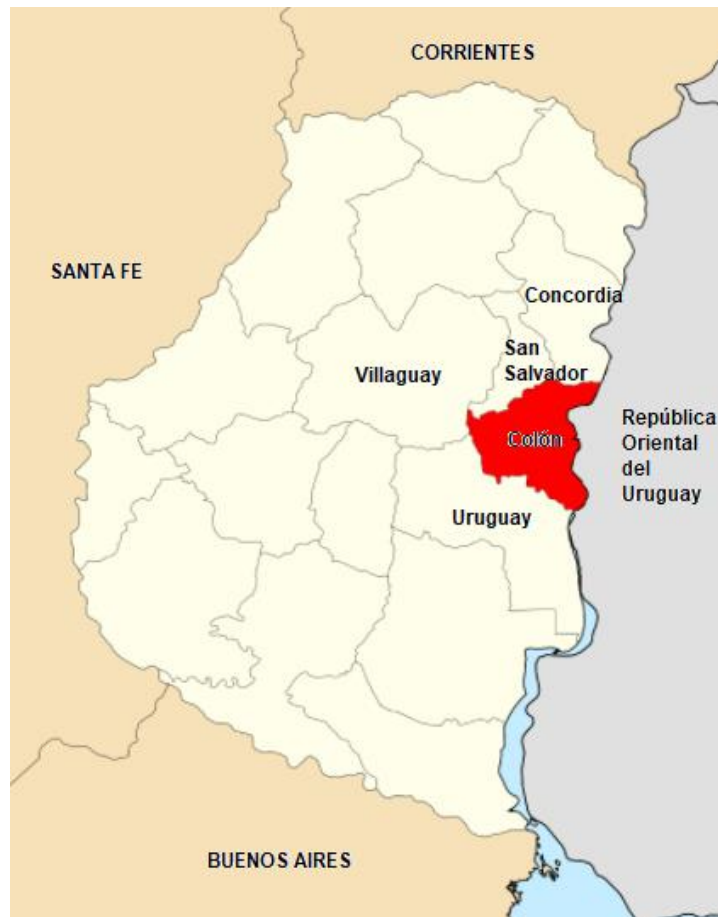 CORRIENTES
SANTA FE
Concordia
San
Salvador
Villaguay
República
Oriental
del
Uruguay
Colón
Uruguay
BUENOS AIRES